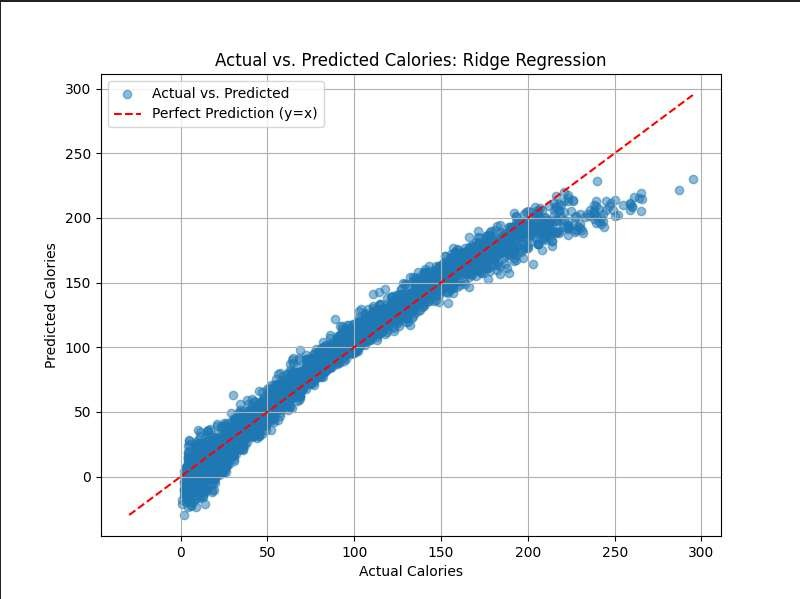 Actual vs. Predicted Calories: Ridge Regression
Actual vs. Predicted
Perfect Prediction (y=x)
300
250
200
150
100
50
0
Predicted Calories
0 50 100 150 200 250 300
Actual Calories